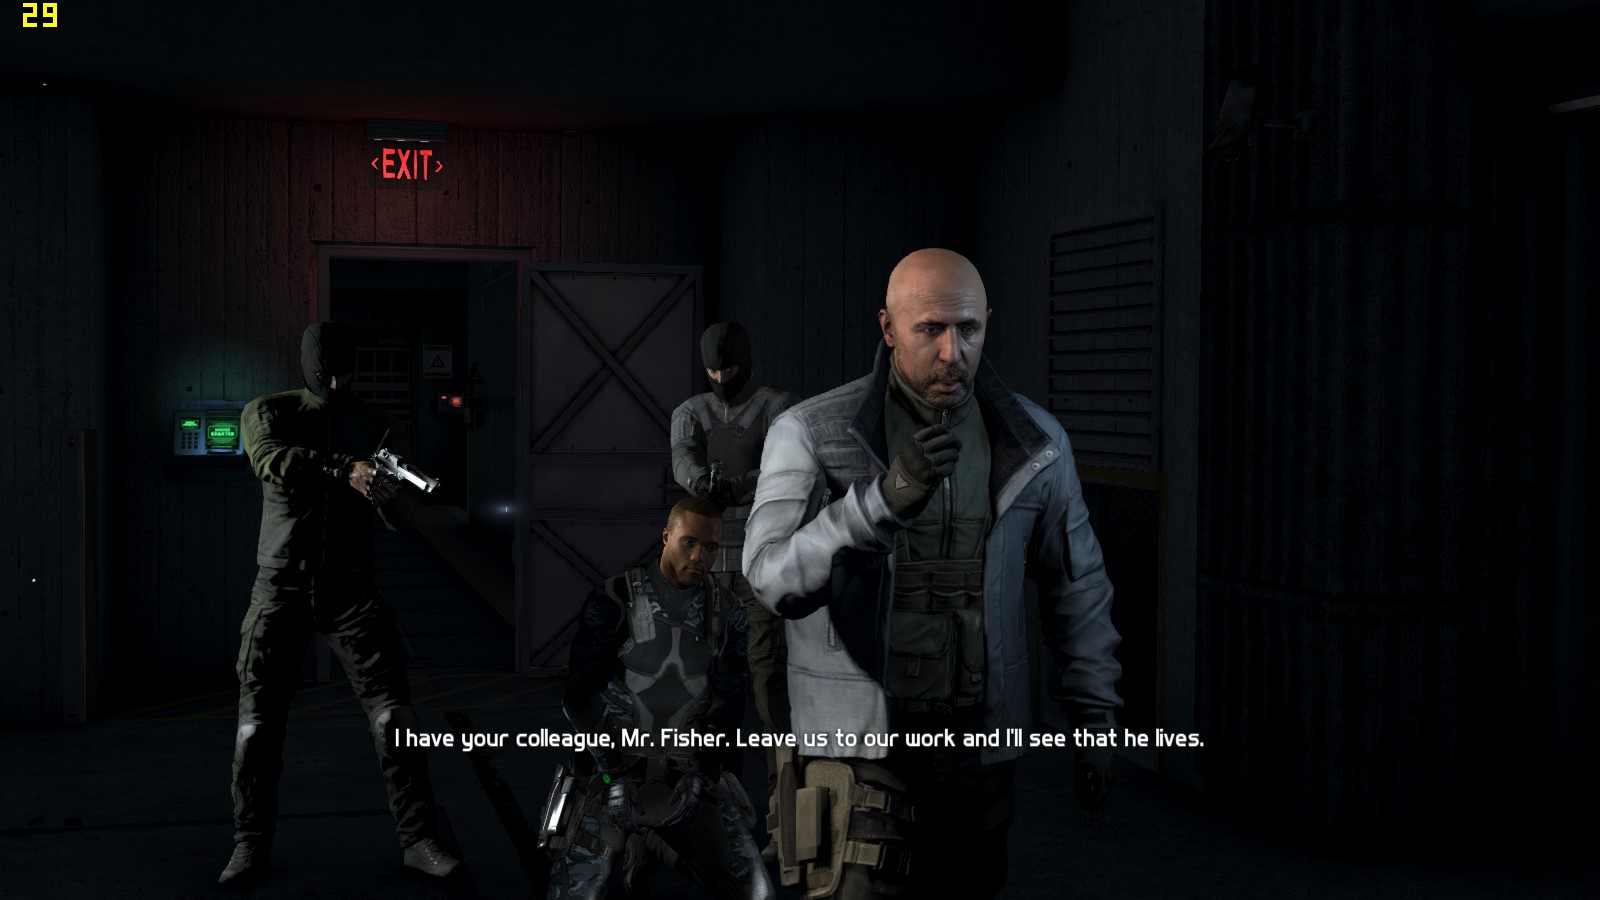 29
<EXIT>
I have your colleague, Mr. Fisher. Leave us to our work and I'll see that he lives.